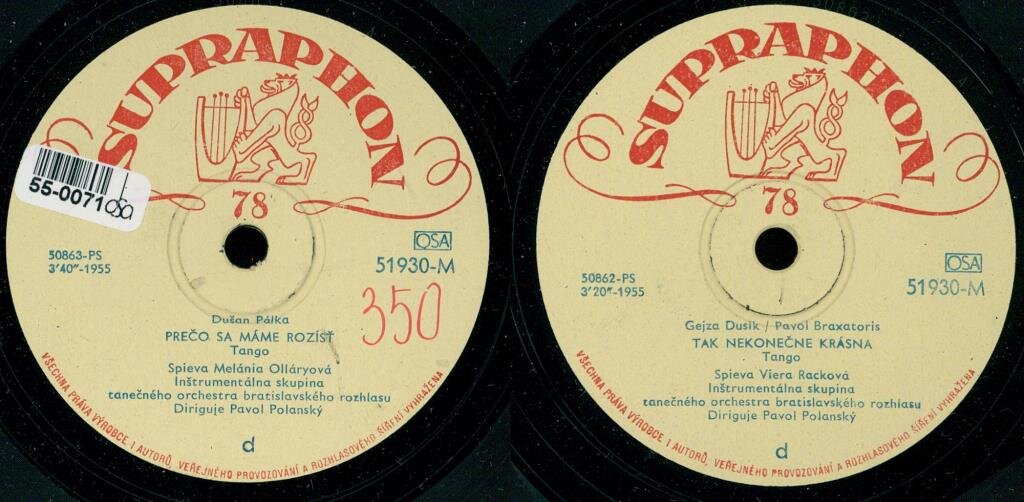 SUPRAPHON
55-0071
osa
78
50863-PS
3'40"-1955
OSA
51930-M
350
Dušan Pálka
PREČO SA MÁME ROZÍSŤ
Tango
Spieva Melánia Olláryová
Inštrumentálna skupina
tanečného orchestra bratislavského rozhlasu
Diriguje Pavol Polanský
d
VŠECHNA PRÁVA VÝROBCE I AUTORŮ, VEŘEJNÉHO PROVOZOVÁNÍ A ROZHLASOVÉHO ŠÍŘENÍ VYHRAŽENA
SUPRAPHON
78
50862-PS
3'20"-1955
OSA
51930-M
Gejza Dusik / Pavol Braxatoris
TAK NEKONEČNE KRÁSNA
Tango
Spieva Viera Racková
Inštrumentálna skupina
tanečného orchestra bratislavského rozhlasu
Diriguje Pavol Polanský
d
VŠECHNA PRÁVA VÝROBCE I AUTORŮ, VEŘEJNÉHO PROVOZOVÁNÍ A ROZHLASOVÉHO ŠÍŘENÍ VYHRAŽENA